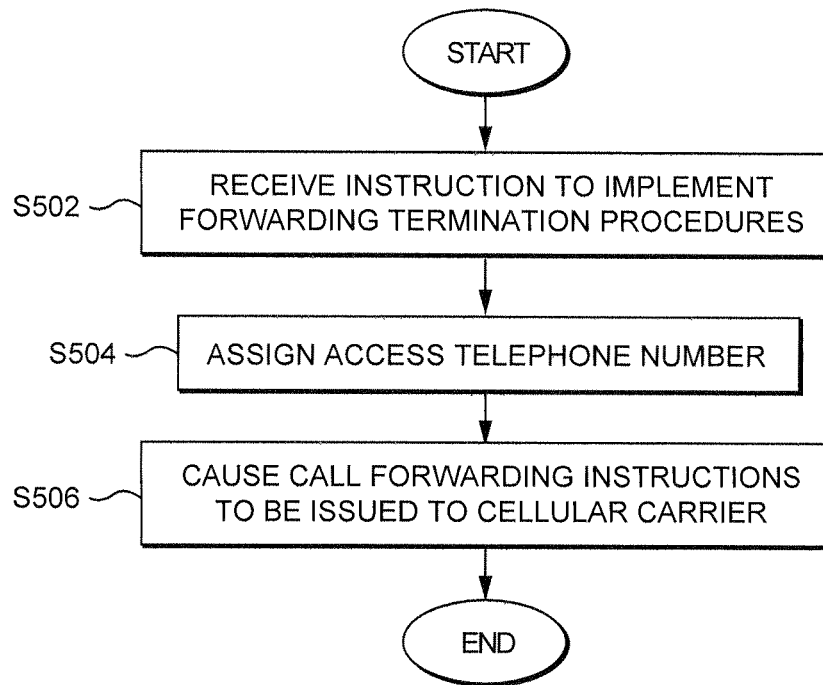 START
S502
RECEIVE INSTRUCTION TO IMPLEMENT
FORWARDING TERMINATION PROCEDURES
S504
ASSIGN ACCESS TELEPHONE NUMBER
S506
CAUSE CALL FORWARDING INSTRUCTIONS
TO BE ISSUED TO CELLULAR CARRIER
END